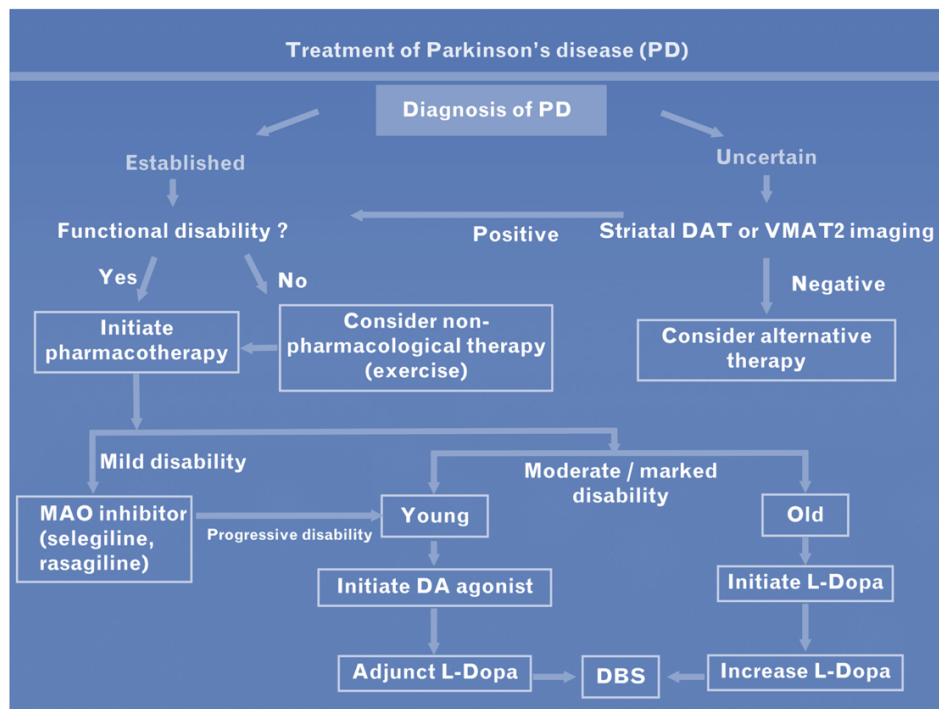 Treatment of Parkinson's disease (PD)
Diagnosis of PD
Established
Uncertain
Functional disability ?
Positive
Striatal DAT or VMAT2 imaging
Yes
No
Negative
Initiate
pharmacotherapy
Consider non-
pharmacological therapy
(exercise)
Consider alternative
therapy
Mild disability
Moderate / marked
disability
MAO inhibitor
(selegiline,
rasagiline)
Progressive disability
Young
Old
Initiate DA agonist
Initiate L-Dopa
Adjunct L-Dopa
DBS
Increase L-Dopa